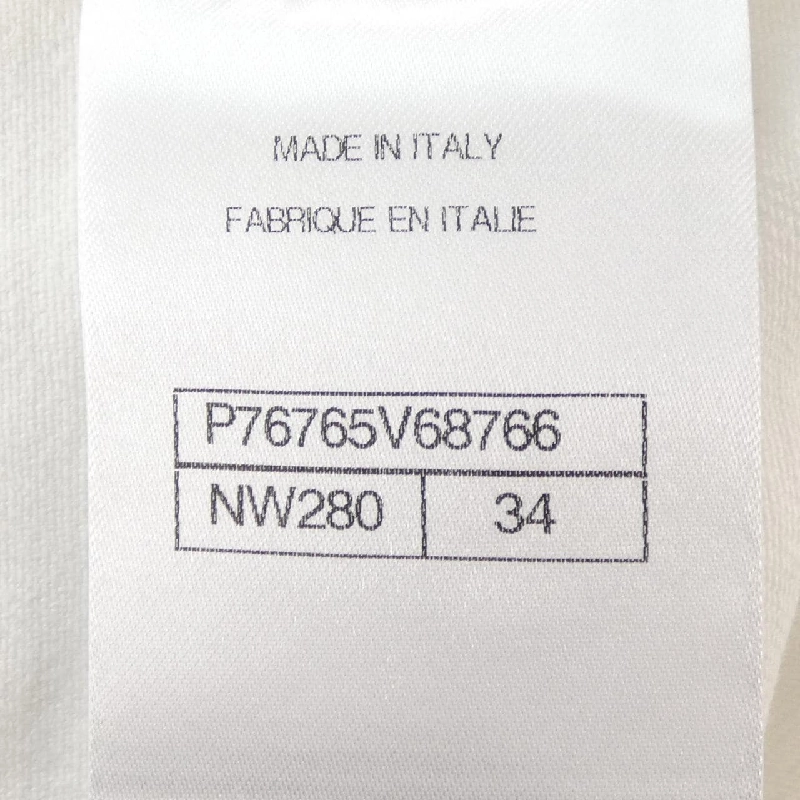 MADE IN ITALY
FABRIQUE EN ITALIE
P76765V68766
NW280 34